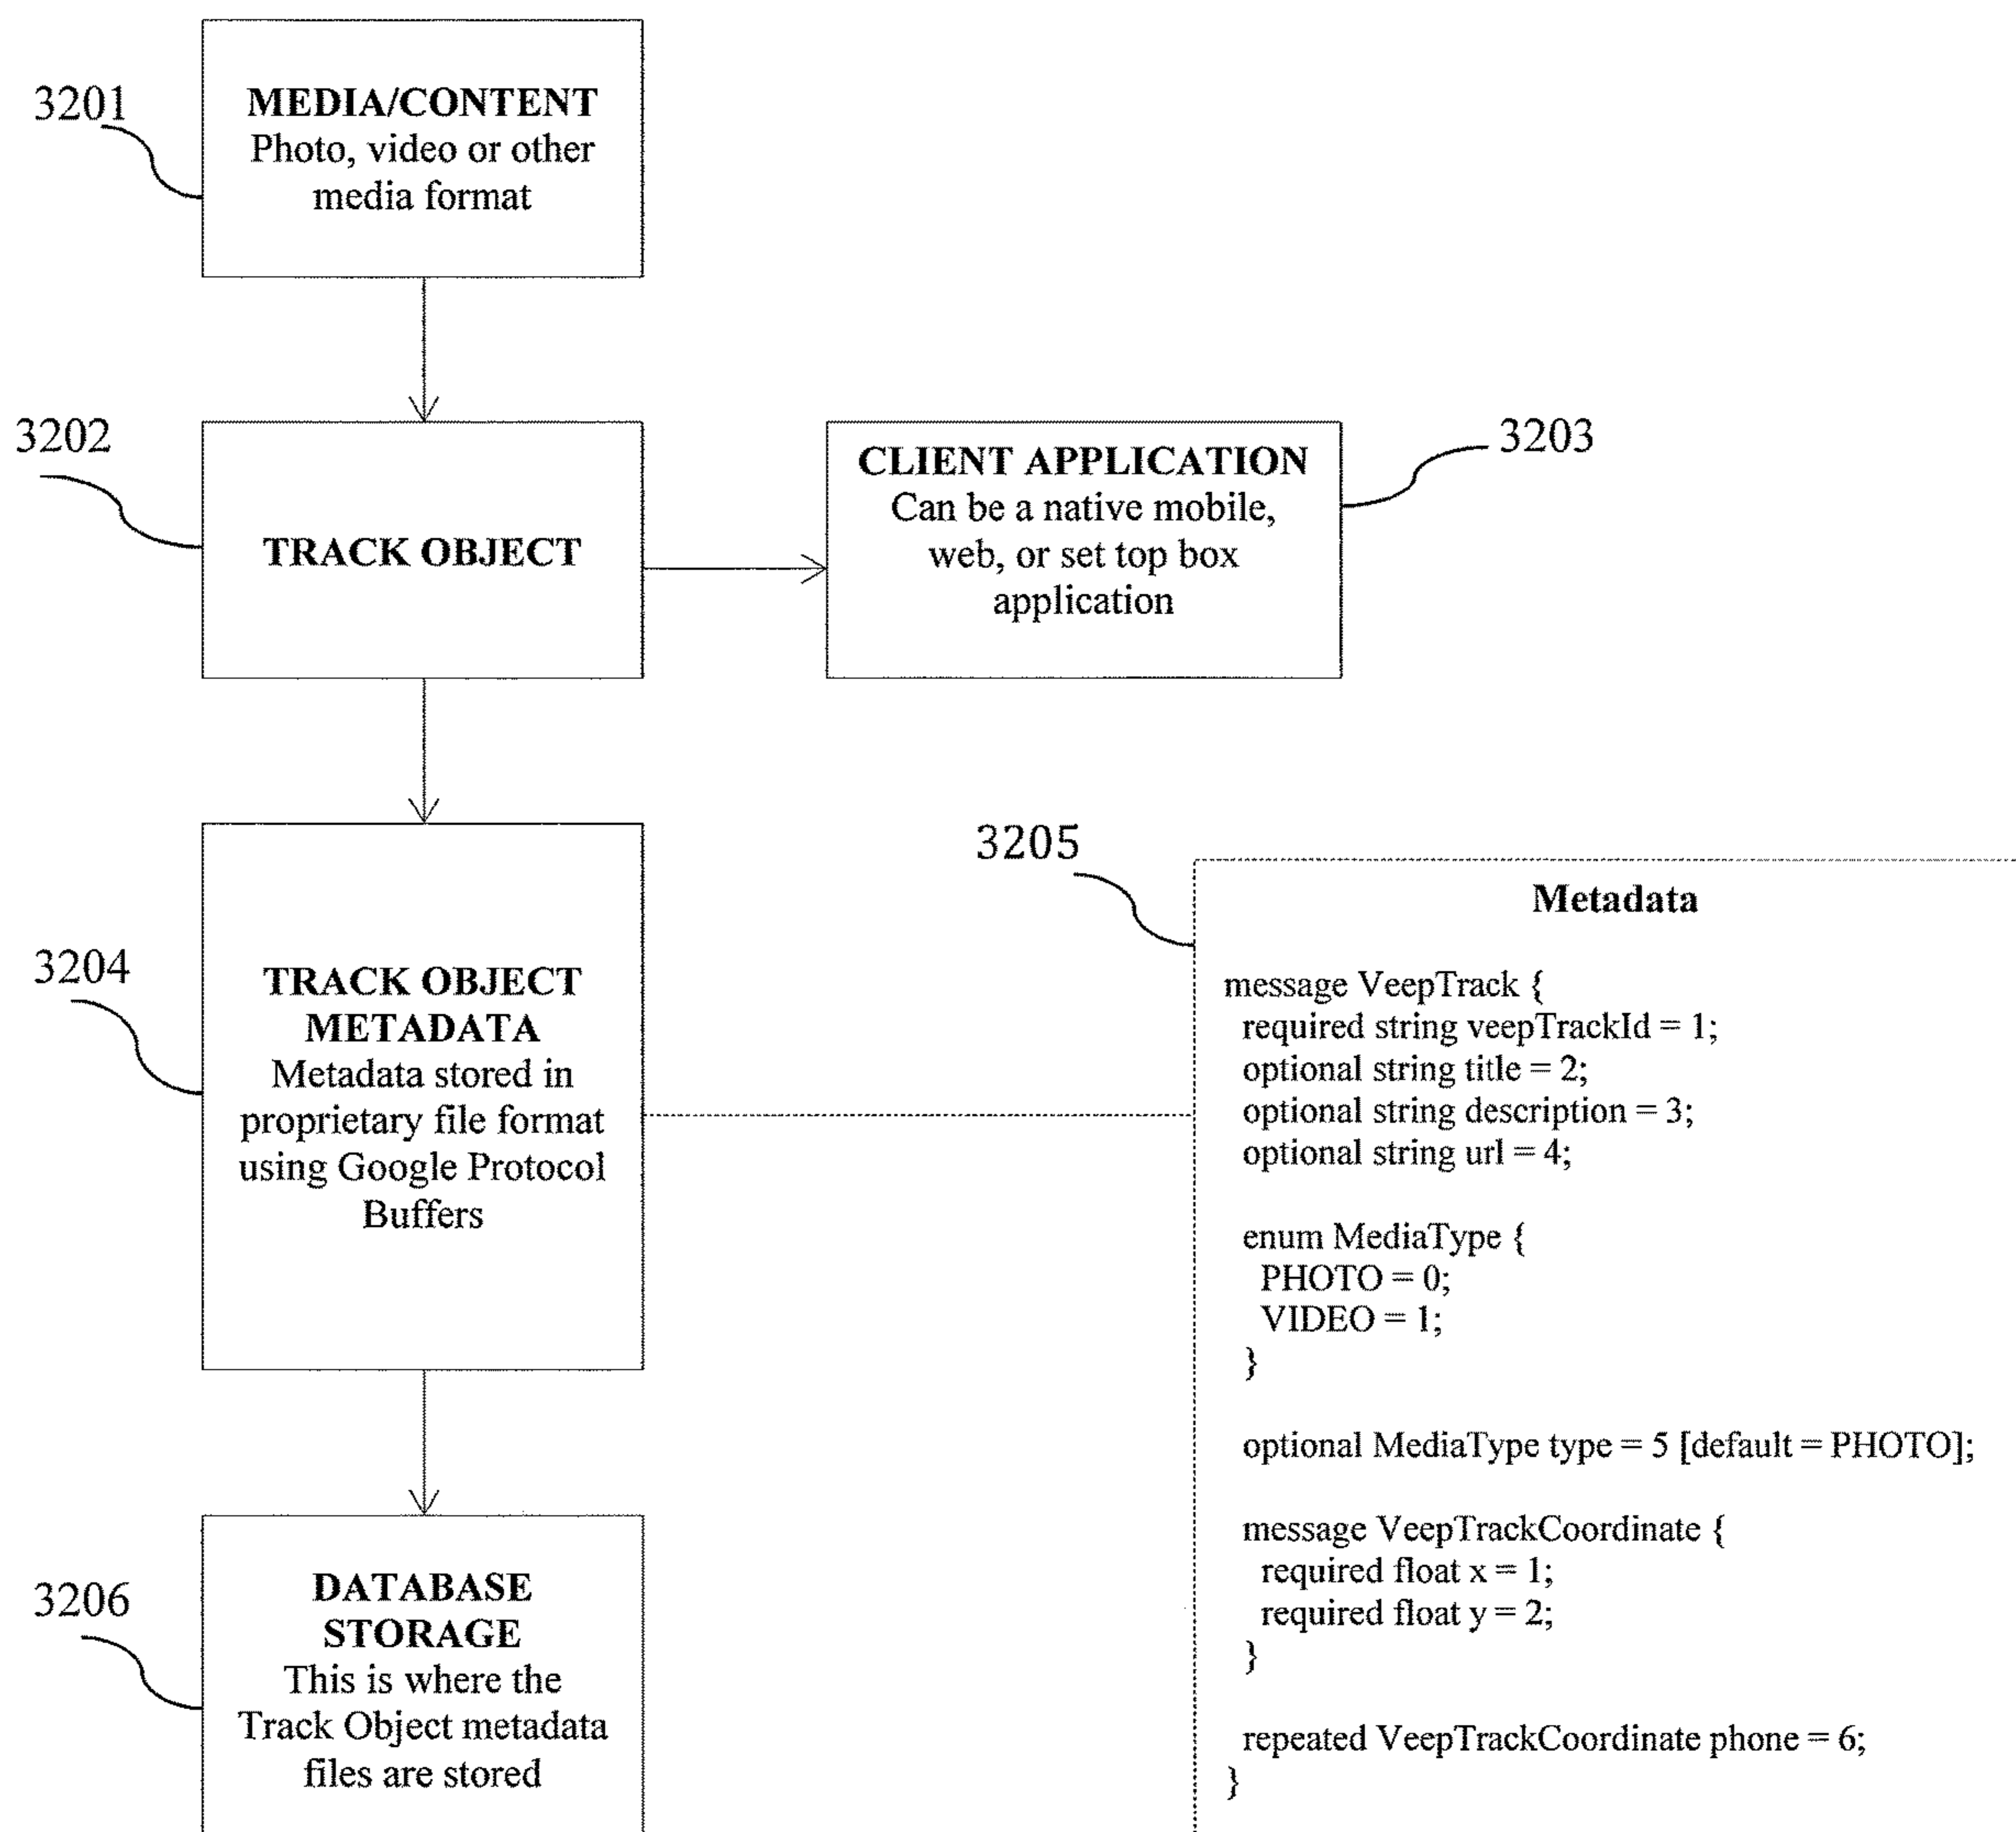 3201
MEDIA/CONTENT
Photo, video or other
media format
3202
TRACK OBJECT
CLIENT APPLICATION
Can be a native mobile,
web, or set top box
application
3203
3204
TRACK OBJECT
METADATA
Metadata stored in
proprietary file format
using Google Protocol
Buffers
3205
Metadata
message VeepTrack {
required string veepTrackId = 1;
optional string title = 2;
optional string description = 3;
optional string url = 4;
enum MediaType {
PHOTO = 0;
VIDEO = 1;
}
optional MediaType type = 5 [default = PHOTO];
message VeepTrackCoordinate {
required float x = 1;
required float y = 2;
}
repeated VeepTrackCoordinate phone = 6;
}
3206
DATABASE
STORAGE
This is where the
Track Object metadata
files are stored